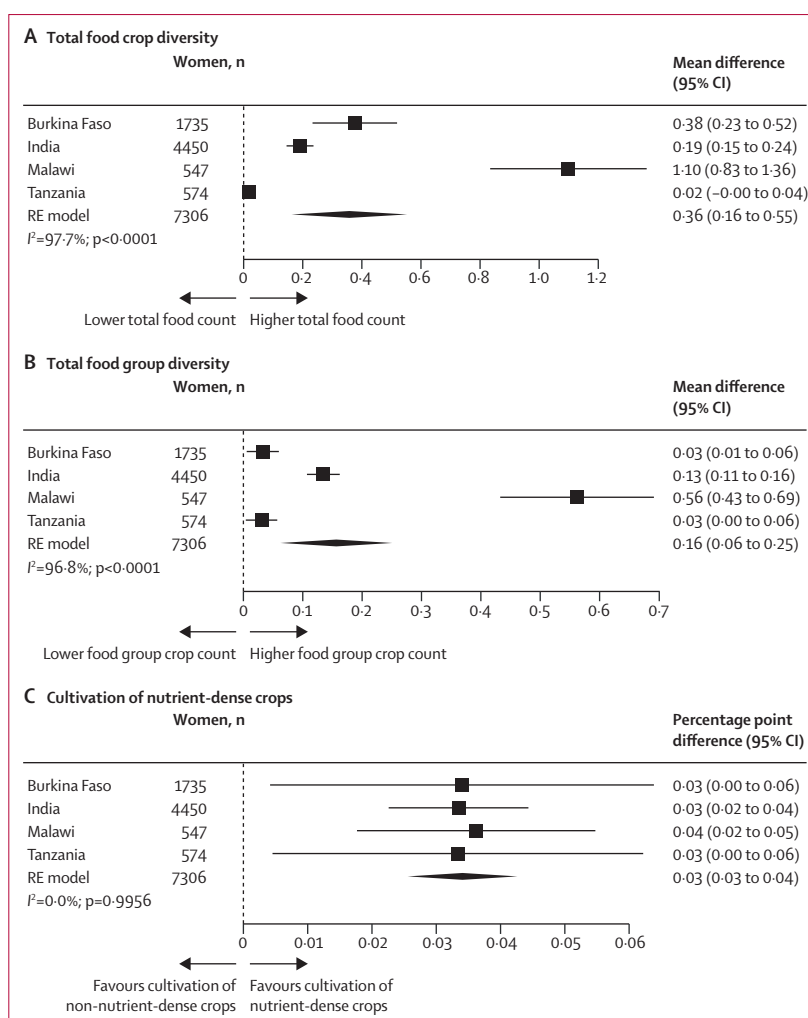 A Total food crop diversity
Women, n
Mean difference
(95% CI)
Burkina Faso 1735 0·38 (0·23 to 0·52)
India 4450 0·19 (0·15 to 0·24)
Malawi 547 1·10 (0·83 to 1·36)
Tanzania 574 0·02 (–0·00 to 0·04)
RE model 7306 0·36 (0·16 to 0·55)
I²=97·7%; p<0·0001
0 0·2 0·4 0·6 0·8 1·0 1·2
Lower total food count Higher total food count
B Total food group diversity
Women, n
Mean difference
(95% CI)
Burkina Faso 1735 0·03 (0·01 to 0·06)
India 4450 0·13 (0·11 to 0·16)
Malawi 547 0·56 (0·43 to 0·69)
Tanzania 574 0·03 (0·00 to 0·06)
RE model 7306 0·16 (0·06 to 0·25)
I²=96·8%; p<0·0001
0 0·1 0·2 0·3 0·4 0·5 0·6 0·7
Lower food group crop count Higher food group crop count
C Cultivation of nutrient-dense crops
Women, n
Percentage point
difference (95% CI)
Burkina Faso 1735 0·03 (0·00 to 0·06)
India 4450 0·03 (0·02 to 0·04)
Malawi 547 0·04 (0·02 to 0·05)
Tanzania 574 0·03 (0·00 to 0·06)
RE model 7306 0·03 (0·03 to 0·04)
I²=0·0%; p=0·9956
0 0·01 0·02 0·03 0·04 0·05 0·06
Favours cultivation of Favours cultivation of
non-nutrient-dense crops nutrient-dense crops